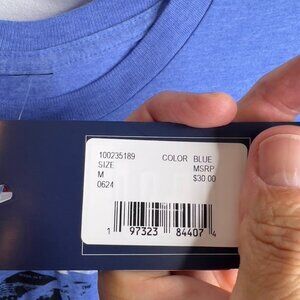 100235189 COLOR BLUE
SIZE MSRP
M $30.00
0624
1 97323 84407 4